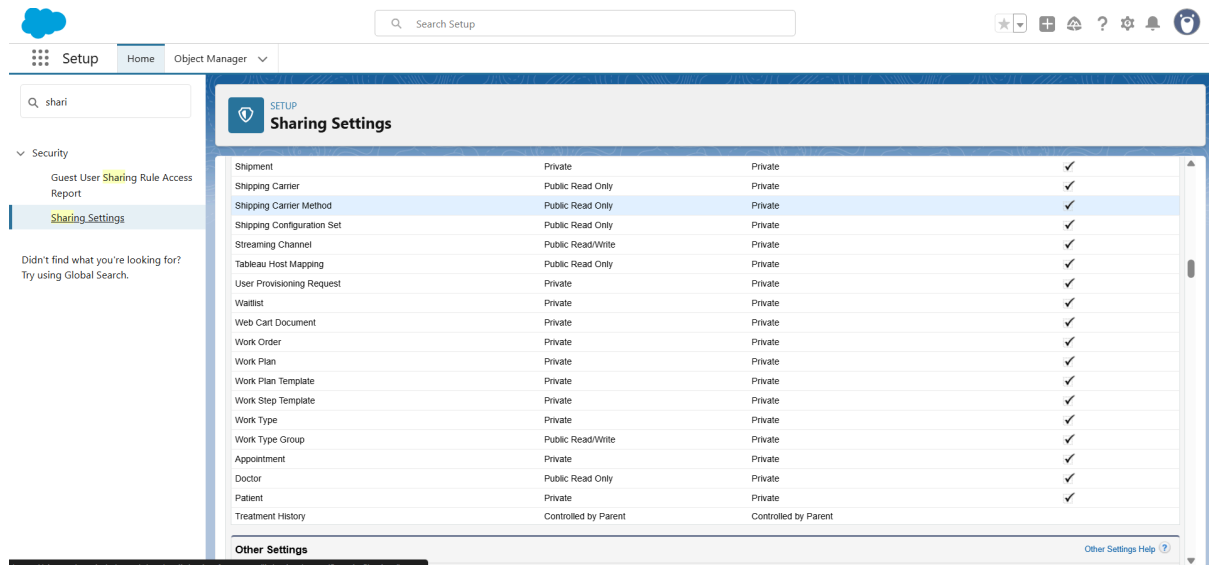 Search Setup
Setup Home Object Manager
shari
SETUP
Sharing Settings
Security
Guest User Sharing Rule Access
Report
Sharing Settings
Didn't find what you're looking for?
Try using Global Search.
Shipment Private Private
Shipping Carrier Public Read Only Private
Shipping Carrier Method Public Read Only Private
Shipping Configuration Set Public Read Only Private
Streaming Channel Public Read/Write Private
Tableau Host Mapping Public Read Only Private
User Provisioning Request Private Private
Waitlist Private Private
Web Cart Document Private Private
Work Order Private Private
Work Plan Private Private
Work Plan Template Private Private
Work Step Template Private Private
Work Type Private Private
Work Type Group Public Read/Write Private
Appointment Private Private
Doctor Public Read Only Private
Patient Private Private
Treatment History Controlled by Parent Controlled by Parent
Other Settings Other Settings Help ?